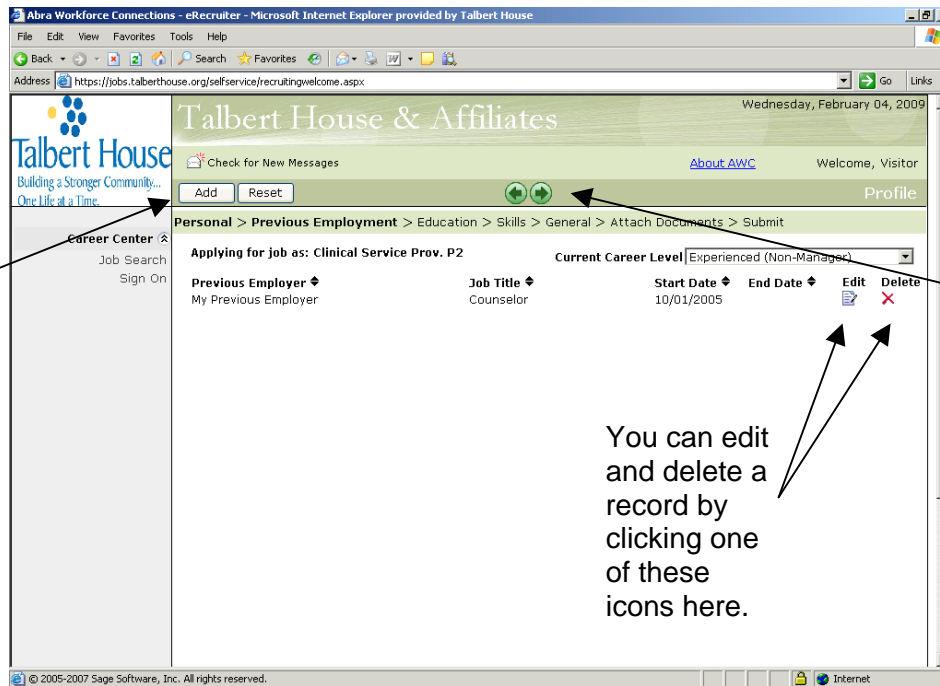 Abra Workforce Connections - eRecruiter - Microsoft Internet Explorer provided by Talbert House
File Edit View Favorites Tools Help
Back Search Favorites
Address https://jobs.talberthouse.org/selfservice/recruitingwelcome.aspx Go Links
Talbert House
Building a Stronger Community...
One Life at a Time.
Talbert House & Affiliates
Wednesday, February 04, 2009
Check for New Messages About AWC Welcome, Visitor
Add Reset Profile
Personal > Previous Employment > Education > Skills > General > Attach Documents > Submit
Career Center
Job Search
Sign On
Applying for job as: Clinical Service Prov. P2 Current Career Level Experienced (Non-Manager)
Previous Employer Job Title Start Date End Date Edit Delete
My Previous Employer Counselor 10/01/2005
You can edit
and delete a
record by
clicking one
of these
icons here.
© 2005-2007 Sage Software, Inc. All rights reserved. Internet